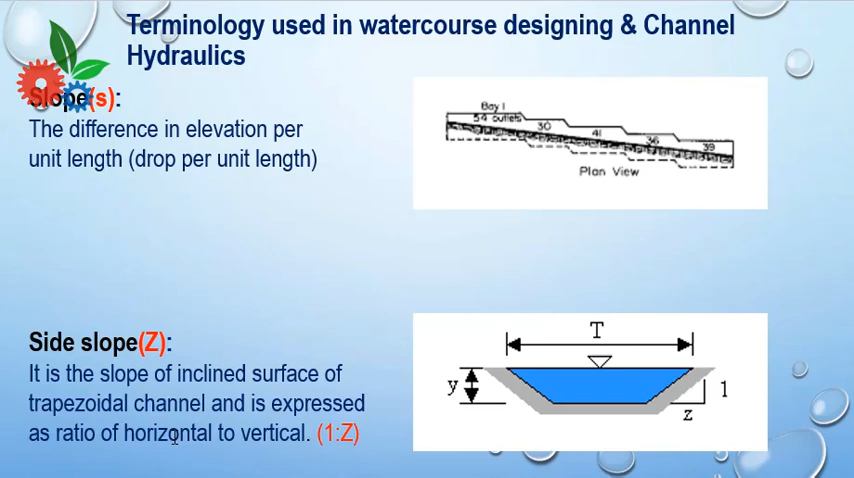 Terminology used in watercourse designing & Channel
Hydraulics
Slope(s):
The difference in elevation per
unit length (drop per unit length)
Bay 1
54 outlets
30
41
36
39
Plan View
Side slope(Z):
It is the slope of inclined surface of
trapezoidal channel and is expressed
as ratio of horizontal to vertical. (1:Z)
T
y
1
z